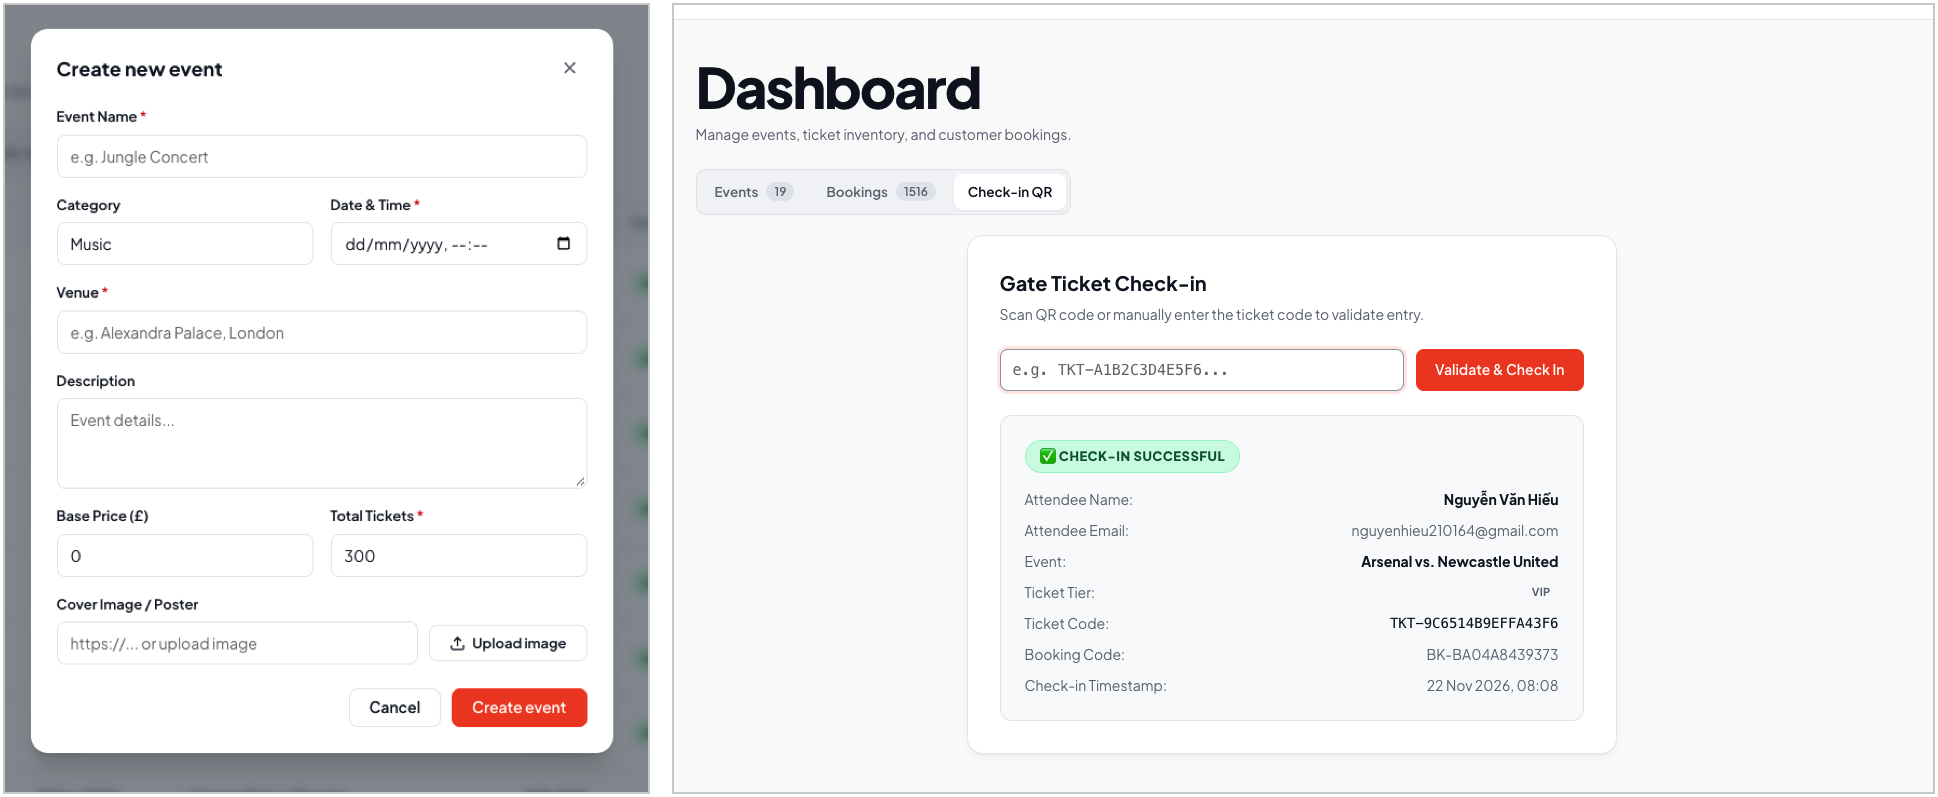 Create new event
Event Name *
e.g. Jungle Concert
Category
Date & Time *
Music
dd/mm/yyyy, --:--
Venue *
e.g. Alexandra Palace, London
Description
Event details...
Base Price (£)
Total Tickets *
0
300
Cover Image / Poster
https://... or upload image
Upload image
Cancel
Create event
Dashboard
Manage events, ticket inventory, and customer bookings.
Events 19
Bookings 1516
Check-in QR
Gate Ticket Check-in
Scan QR code or manually enter the ticket code to validate entry.
e.g. TKT-A1B2C3D4E5F6...
Validate & Check In
✅ CHECK-IN SUCCESSFUL
Attendee Name: Nguyễn Văn Hiếu
Attendee Email: nguyenhieu210164@gmail.com
Event: Arsenal vs. Newcastle United
Ticket Tier: VIP
Ticket Code: TKT-9C6514B9EFFA43F6
Booking Code: BK-BA04A8439373
Check-in Timestamp: 22 Nov 2026, 08:08